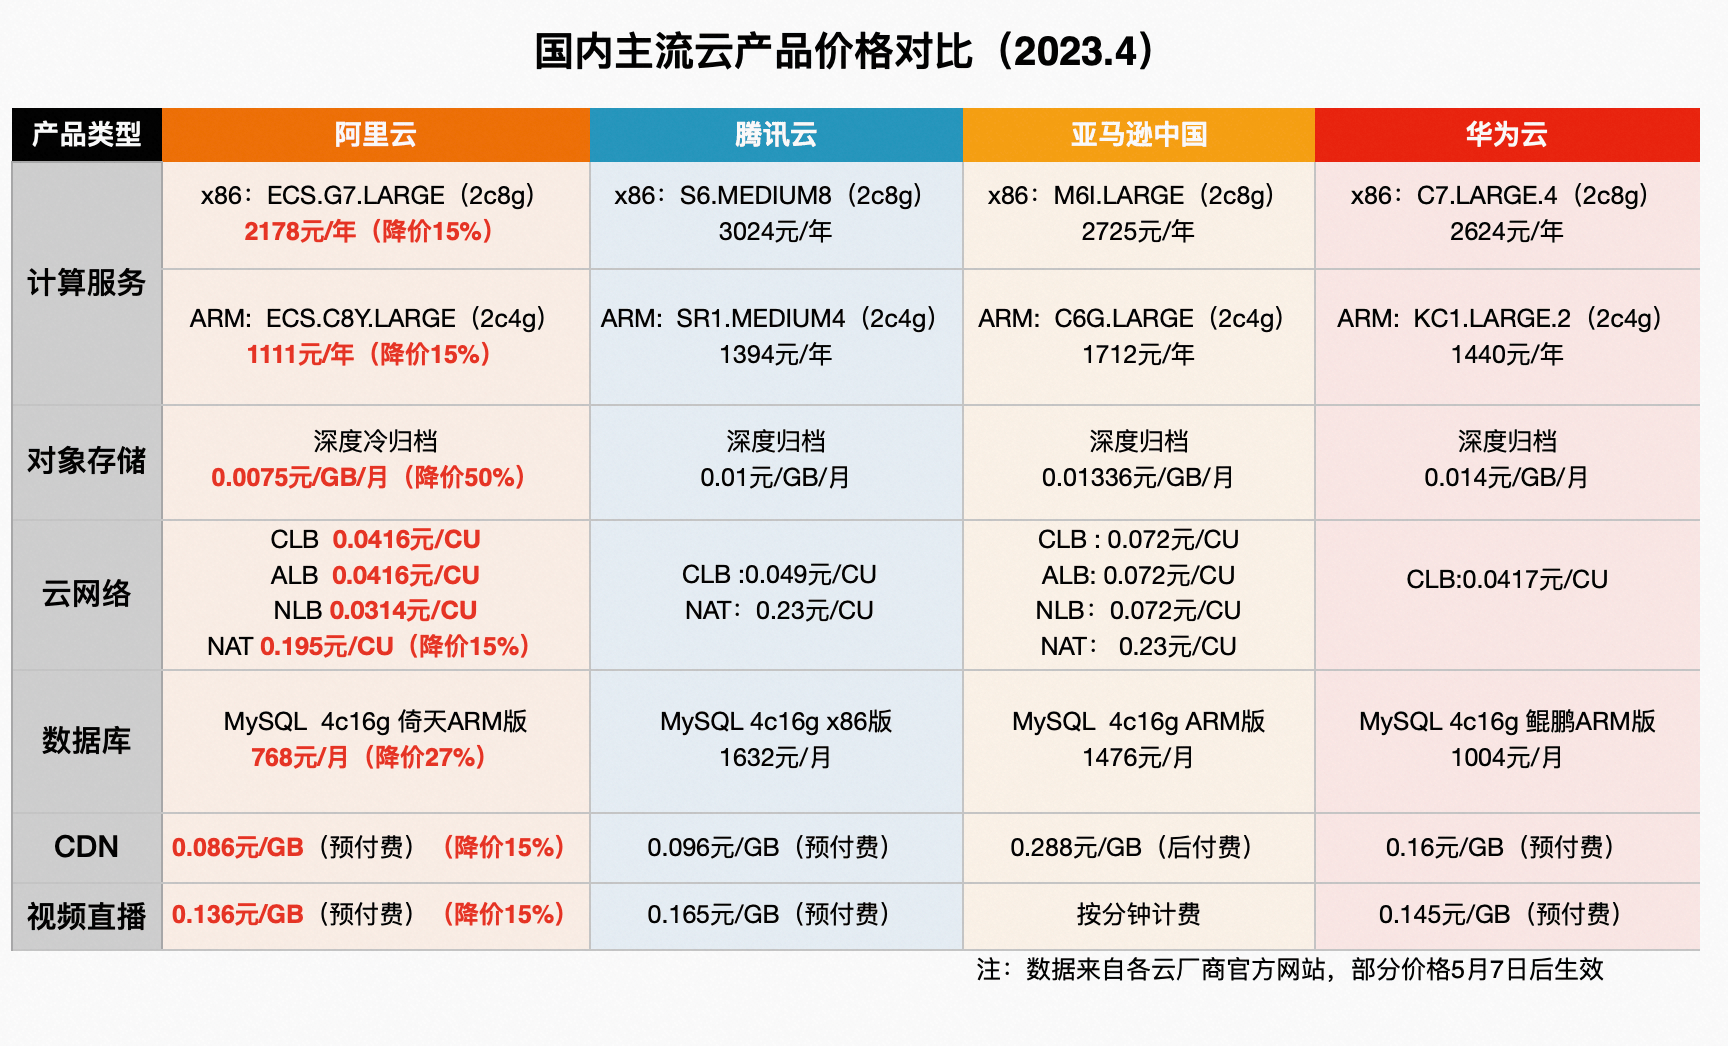 国内主流云产品价格对比（2023.4）
产品类型 阿里云 腾讯云 亚马逊中国 华为云
计算服务
x86：ECS.G7.LARGE（2c8g）
2178元/年（降价15%）
x86：S6.MEDIUM8（2c8g）
3024元/年
x86：M6I.LARGE（2c8g）
2725元/年
x86：C7.LARGE.4（2c8g）
2624元/年
ARM：ECS.C8Y.LARGE（2c4g）
1111元/年（降价15%）
ARM：SR1.MEDIUM4（2c4g）
1394元/年
ARM：C6G.LARGE（2c4g）
1712元/年
ARM：KC1.LARGE.2（2c4g）
1440元/年
对象存储
深度冷归档
0.0075元/GB/月（降价50%）
深度归档
0.01元/GB/月
深度归档
0.01336元/GB/月
深度归档
0.014元/GB/月
云网络
CLB 0.0416元/CU
ALB 0.0416元/CU
NLB 0.0314元/CU
NAT 0.195元/CU（降价15%）
CLB :0.049元/CU
NAT：0.23元/CU
CLB : 0.072元/CU
ALB: 0.072元/CU
NLB：0.072元/CU
NAT： 0.23元/CU
CLB:0.0417元/CU
数据库
MySQL 4c16g 倚天ARM版
768元/月（降价27%）
MySQL 4c16g x86版
1632元/月
MySQL 4c16g ARM版
1476元/月
MySQL 4c16g 鲲鹏ARM版
1004元/月
CDN
0.086元/GB（预付费）（降价15%）
0.096元/GB（预付费）
0.288元/GB（后付费）
0.16元/GB（预付费）
视频直播
0.136元/GB（预付费）（降价15%）
0.165元/GB（预付费）
按分钟计费
0.145元/GB（预付费）
注：数据来自各云厂商官方网站，部分价格5月7日后生效